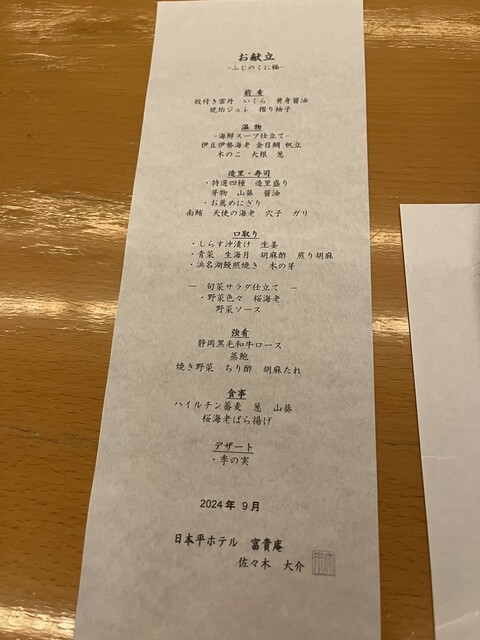 お献立
-ふじのくに極-
前肴
殻付き雲丹　いくら　黄身醤油
琥珀ジュレ　摺り柚子
温物
-海鮮スープ仕立て-
伊豆伊勢海老　金目鯛　帆立
木のこ　大根　葱
造里・寿司
・特選四種　造里盛り
芽物　山葵　醤油
・お薦めにぎり
南鮪　天使の海老　穴子　ガリ
口取り
・しらす沖漬け　生姜
・青菜　生海月　胡麻酢　煎り胡麻
・浜名湖鰻照焼き　木の芽
―　旬菜サラダ仕立て　―
・野菜色々　桜海老
野菜ソース
強肴
静岡黒毛和牛ロース
蒸鮑
焼き野菜　ちり酢　胡麻たれ
食事
ハイルチン蕎麦　葱　山葵
桜海老ばら揚げ
デザート
・季の実
2024年 9月
日本平ホテル　富貴庵
佐々木　大介